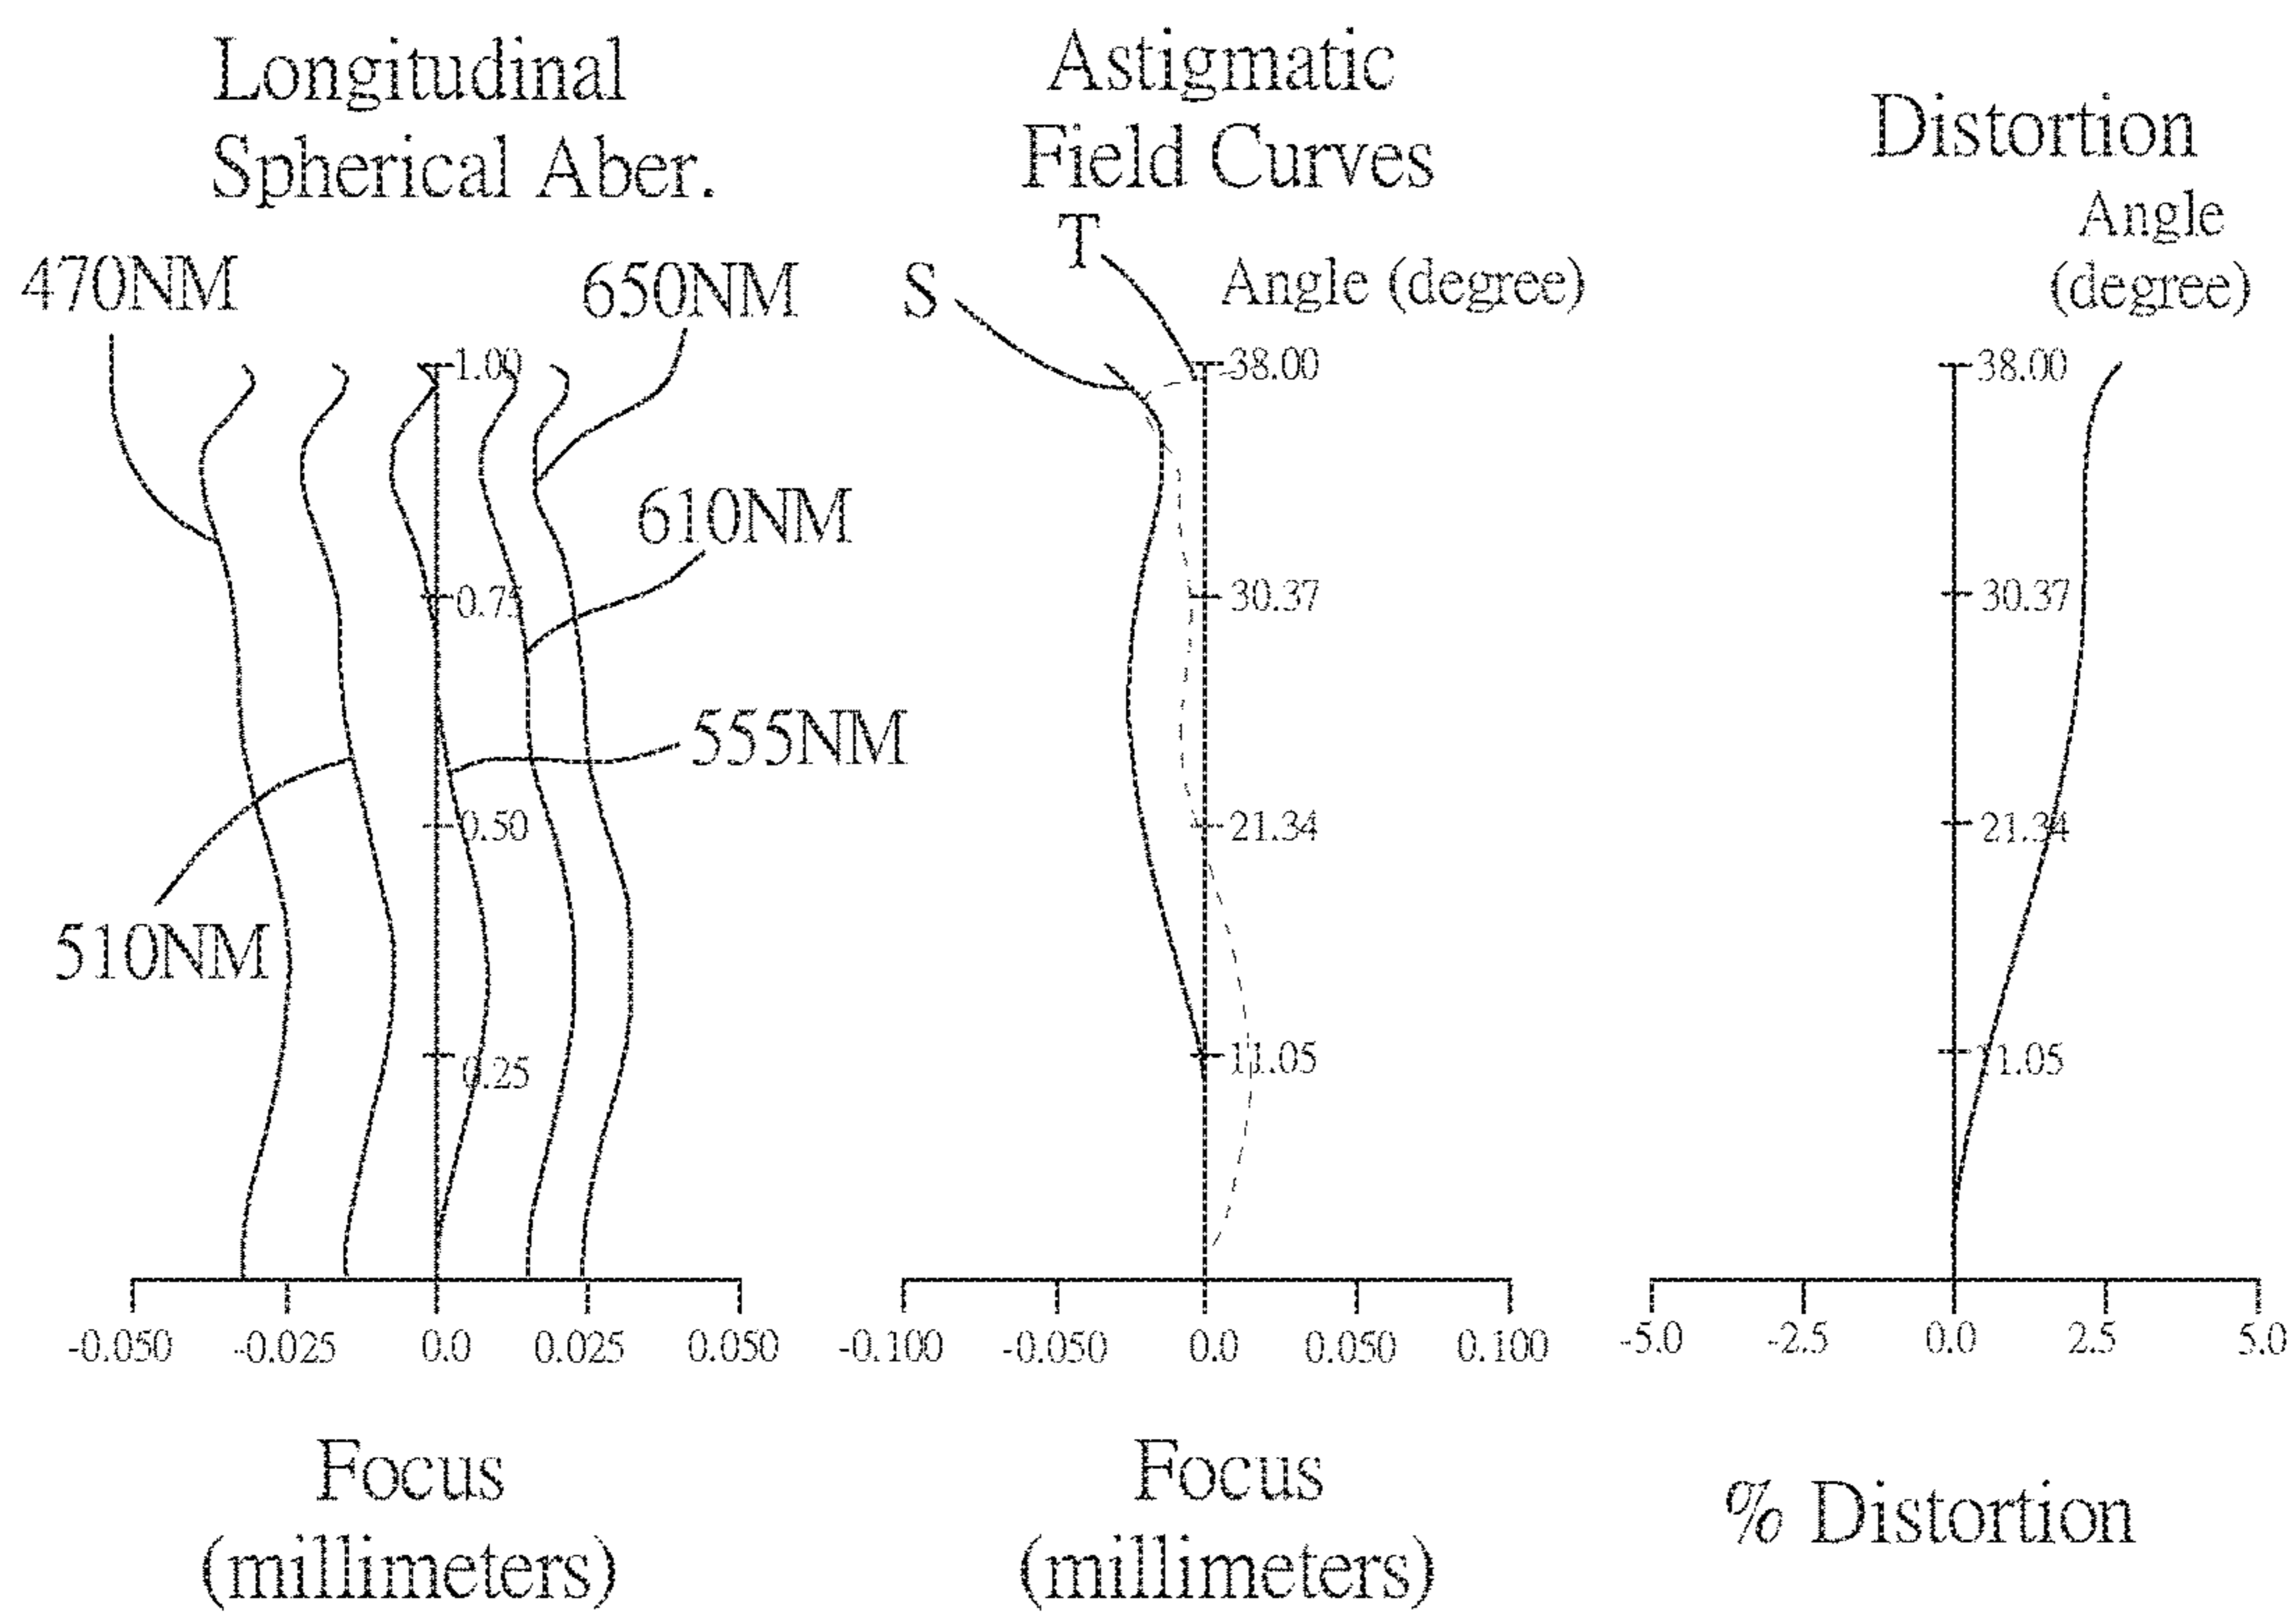 Longitudinal
Spherical Aber.
470NM
650NM
1.00
610NM
0.75
555NM
0.50
510NM
0.25
-0.050
-0.025
0.0
0.025
0.050
Focus
(millimeters)
Astigmatic
Field Curves
T
S
Angle (degree)
38.00
30.37
21.34
11.05
-0.100
-0.050
0.0
0.050
0.100
Focus
(millimeters)
Distortion
Angle
(degree)
38.00
30.37
21.34
11.05
-5.0
-2.5
0.0
2.5
5.0
% Distortion